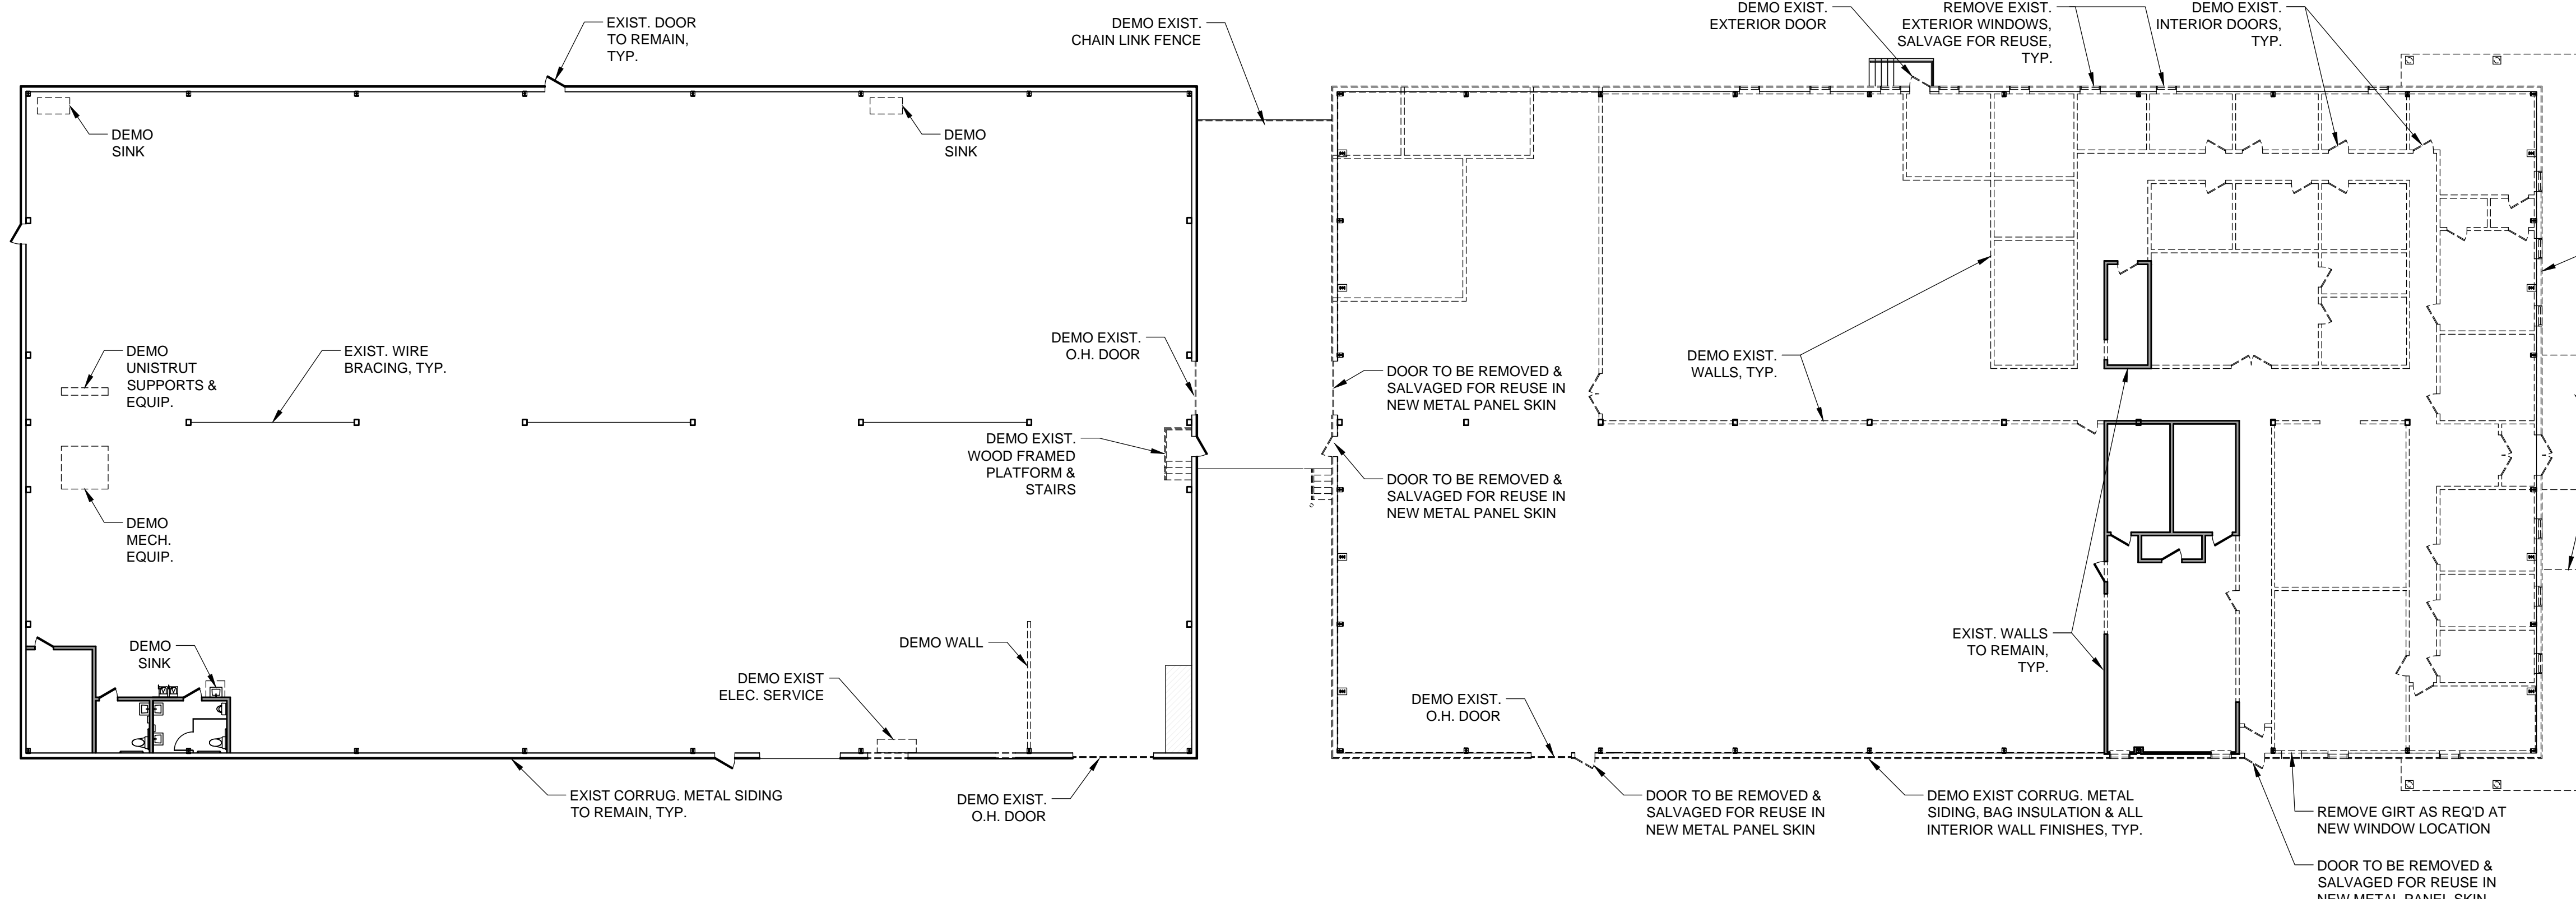 EXIST. DOOR
TO REMAIN,
TYP.
DEMO EXIST.
CHAIN LINK FENCE
DEMO EXIST.
EXTERIOR DOOR
REMOVE EXIST.
EXTERIOR WINDOWS,
SALVAGE FOR REUSE,
TYP.
DEMO EXIST.
INTERIOR DOORS,
TYP.
DEMO
SINK
DEMO
SINK
DEMO
UNISTRUT
SUPPORTS &
EQUIP.
EXIST. WIRE
BRACING, TYP.
DEMO EXIST.
O.H. DOOR
DOOR TO BE REMOVED &
SALVAGED FOR REUSE IN
NEW METAL PANEL SKIN
DEMO EXIST.
WALLS, TYP.
DEMO EXIST.
WOOD FRAMED
PLATFORM &
STAIRS
DOOR TO BE REMOVED &
SALVAGED FOR REUSE IN
NEW METAL PANEL SKIN
DEMO
MECH.
EQUIP.
DEMO
SINK
DEMO WALL
DEMO EXIST
ELEC. SERVICE
EXIST. WALLS
TO REMAIN,
TYP.
DEMO EXIST.
O.H. DOOR
EXIST CORRUG. METAL SIDING
TO REMAIN, TYP.
DEMO EXIST.
O.H. DOOR
DOOR TO BE REMOVED &
SALVAGED FOR REUSE IN
NEW METAL PANEL SKIN
DEMO EXIST CORRUG. METAL
SIDING, BAG INSULATION & ALL
INTERIOR WALL FINISHES, TYP.
REMOVE GIRT AS REQ'D AT
NEW WINDOW LOCATION
DOOR TO BE REMOVED &
SALVAGED FOR REUSE IN
NEW METAL PANEL SKIN